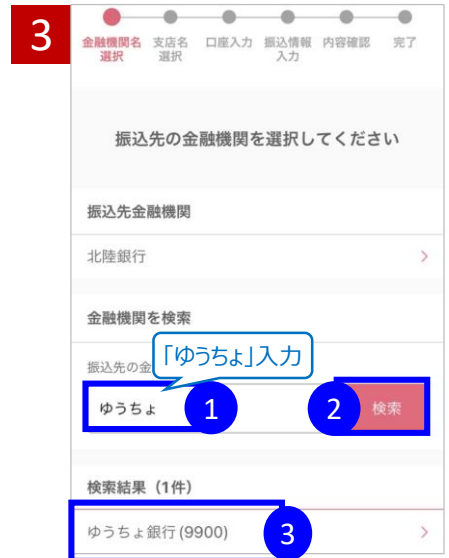 3
金融機関名
選択
支店名
選択
口座入力
振込情報
入力
内容確認
完了
振込先の金融機関を選択してください
振込先金融機関
北陸銀行
金融機関を検索
「ゆうちょ」入力
振込先の金
ゆうちょ
1
2
検索
検索結果（1件）
ゆうちょ銀行(9900)
3